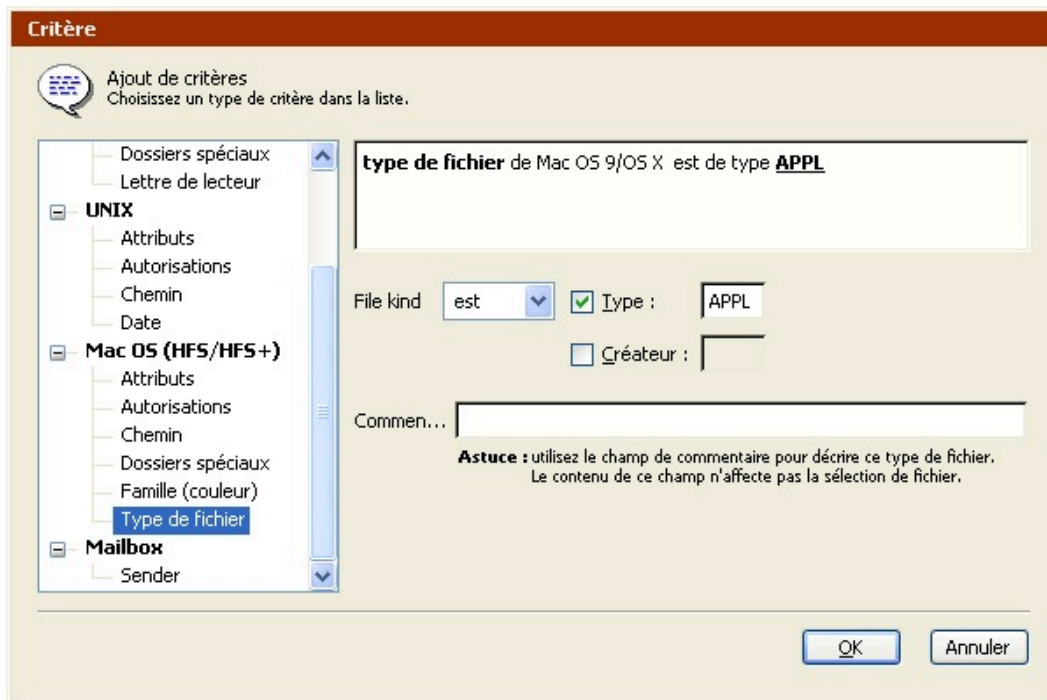 Critère
Ajout de critères
Choisissez un type de critère dans la liste.
Dossiers spéciaux
Lettre de lecteur
UNIX
Attributs
Autorisations
Chemin
Date
Mac OS (HFS/HFS+)
Attributs
Autorisations
Chemin
Dossiers spéciaux
Famille (couleur)
Type de fichier
Mailbox
Sender
type de fichier de Mac OS 9/OS X est de type APPL
File kind est Type : APPL
Créateur :
Commen...
Astuce : utilisez le champ de commentaire pour décrire ce type de fichier.
Le contenu de ce champ n'affecte pas la sélection de fichier.
OK Annuler